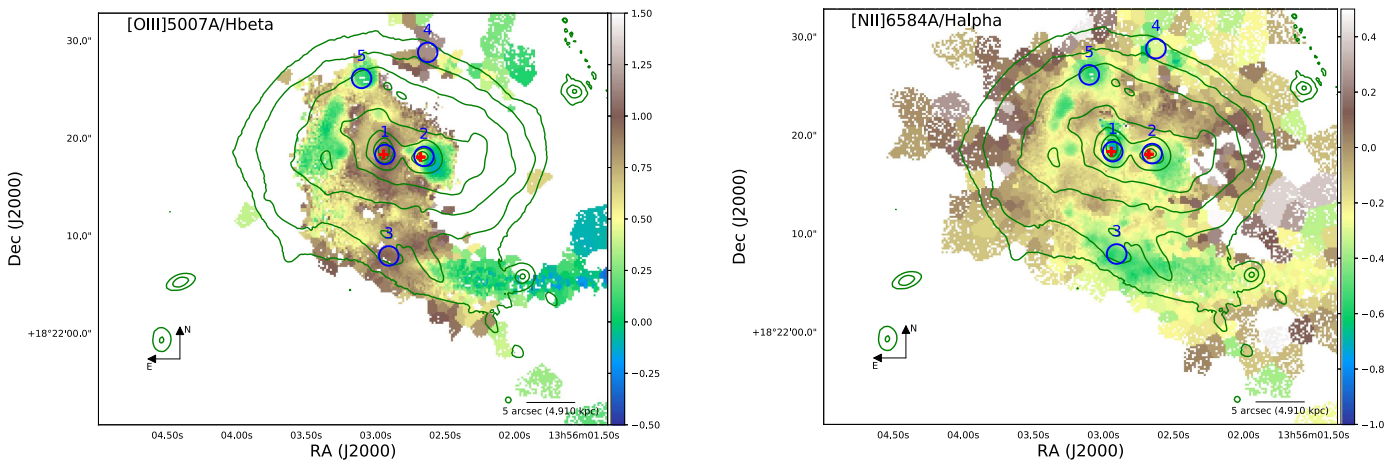 [OIII]5007A/Hbeta
4
5
1
2
3
N
E
5 arcsec (4.910 kpc)
30.0"
20.0"
10.0"
+18°22'00.0"
Dec (J2000)
04.50s 04.00s 03.50s 03.00s 02.50s 02.00s 13h56m01.50s
RA (J2000)
1.50
1.25
1.00
0.75
0.50
0.25
0.00
−0.25
−0.50
[NII]6584A/Halpha
4
5
1
2
3
N
E
5 arcsec (4.910 kpc)
30.0"
20.0"
10.0"
+18°22'00.0"
Dec (J2000)
04.50s 04.00s 03.50s 03.00s 02.50s 02.00s 13h56m01.50s
RA (J2000)
0.4
0.2
0.0
−0.2
−0.4
−0.6
−0.8
−1.0